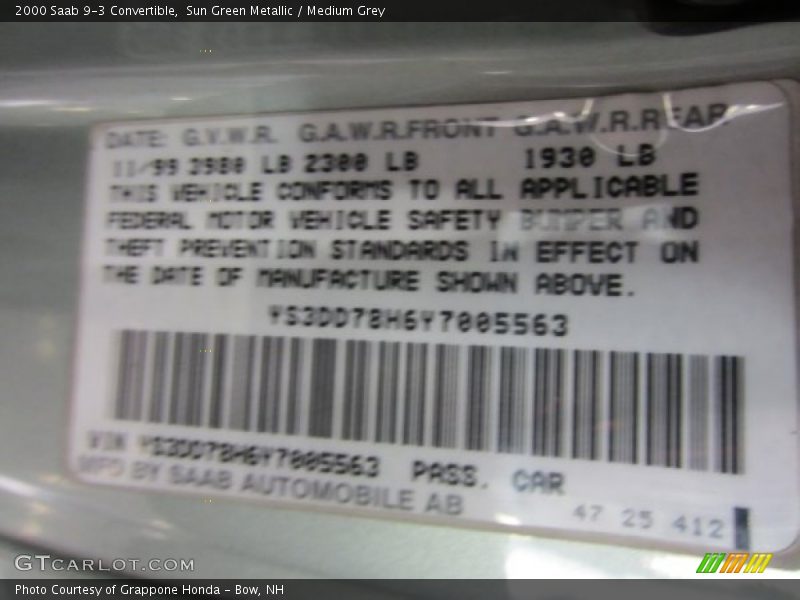 2000 Saab 9-3 Convertible,  Sun Green Metallic / Medium Grey
DATE: G.V.W.R. G.A.W.R.FRONT G.A.W.R.REAR
11/99 3980 LB 2300 LB 1930 LB
THIS VEHICLE CONFORMS TO ALL APPLICABLE
FEDERAL MOTOR VEHICLE SAFETY BUMPER AND
THEFT PREVENTION STANDARDS IN EFFECT ON
THE DATE OF MANUFACTURE SHOWN ABOVE.
YS3DD78H6Y7005563
VIN YS3DD78H6Y7005563 PASS. CAR
MFD BY SAAB AUTOMOBILE AB
47 25 412
GTCARLOT.COM
Photo Courtesy of Grappone Honda - Bow, NH